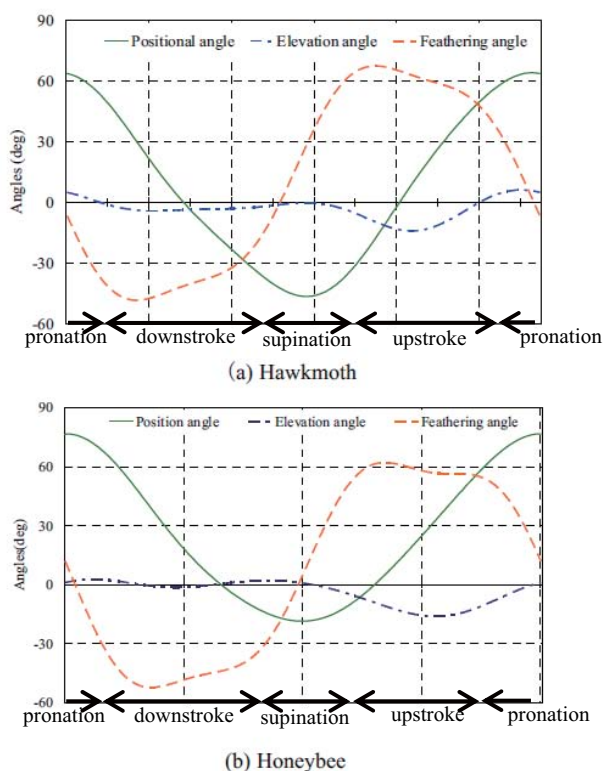 90
Positional angle Elevation angle Feathering angle
60
30
0
-30
-60
Angles (deg)
pronation downstroke supination upstroke pronation
(a) Hawkmoth
90
Position angle Elevation angle Feathering angle
60
30
0
-30
-60
Angles(deg)
pronation downstroke supination upstroke pronation
(b) Honeybee